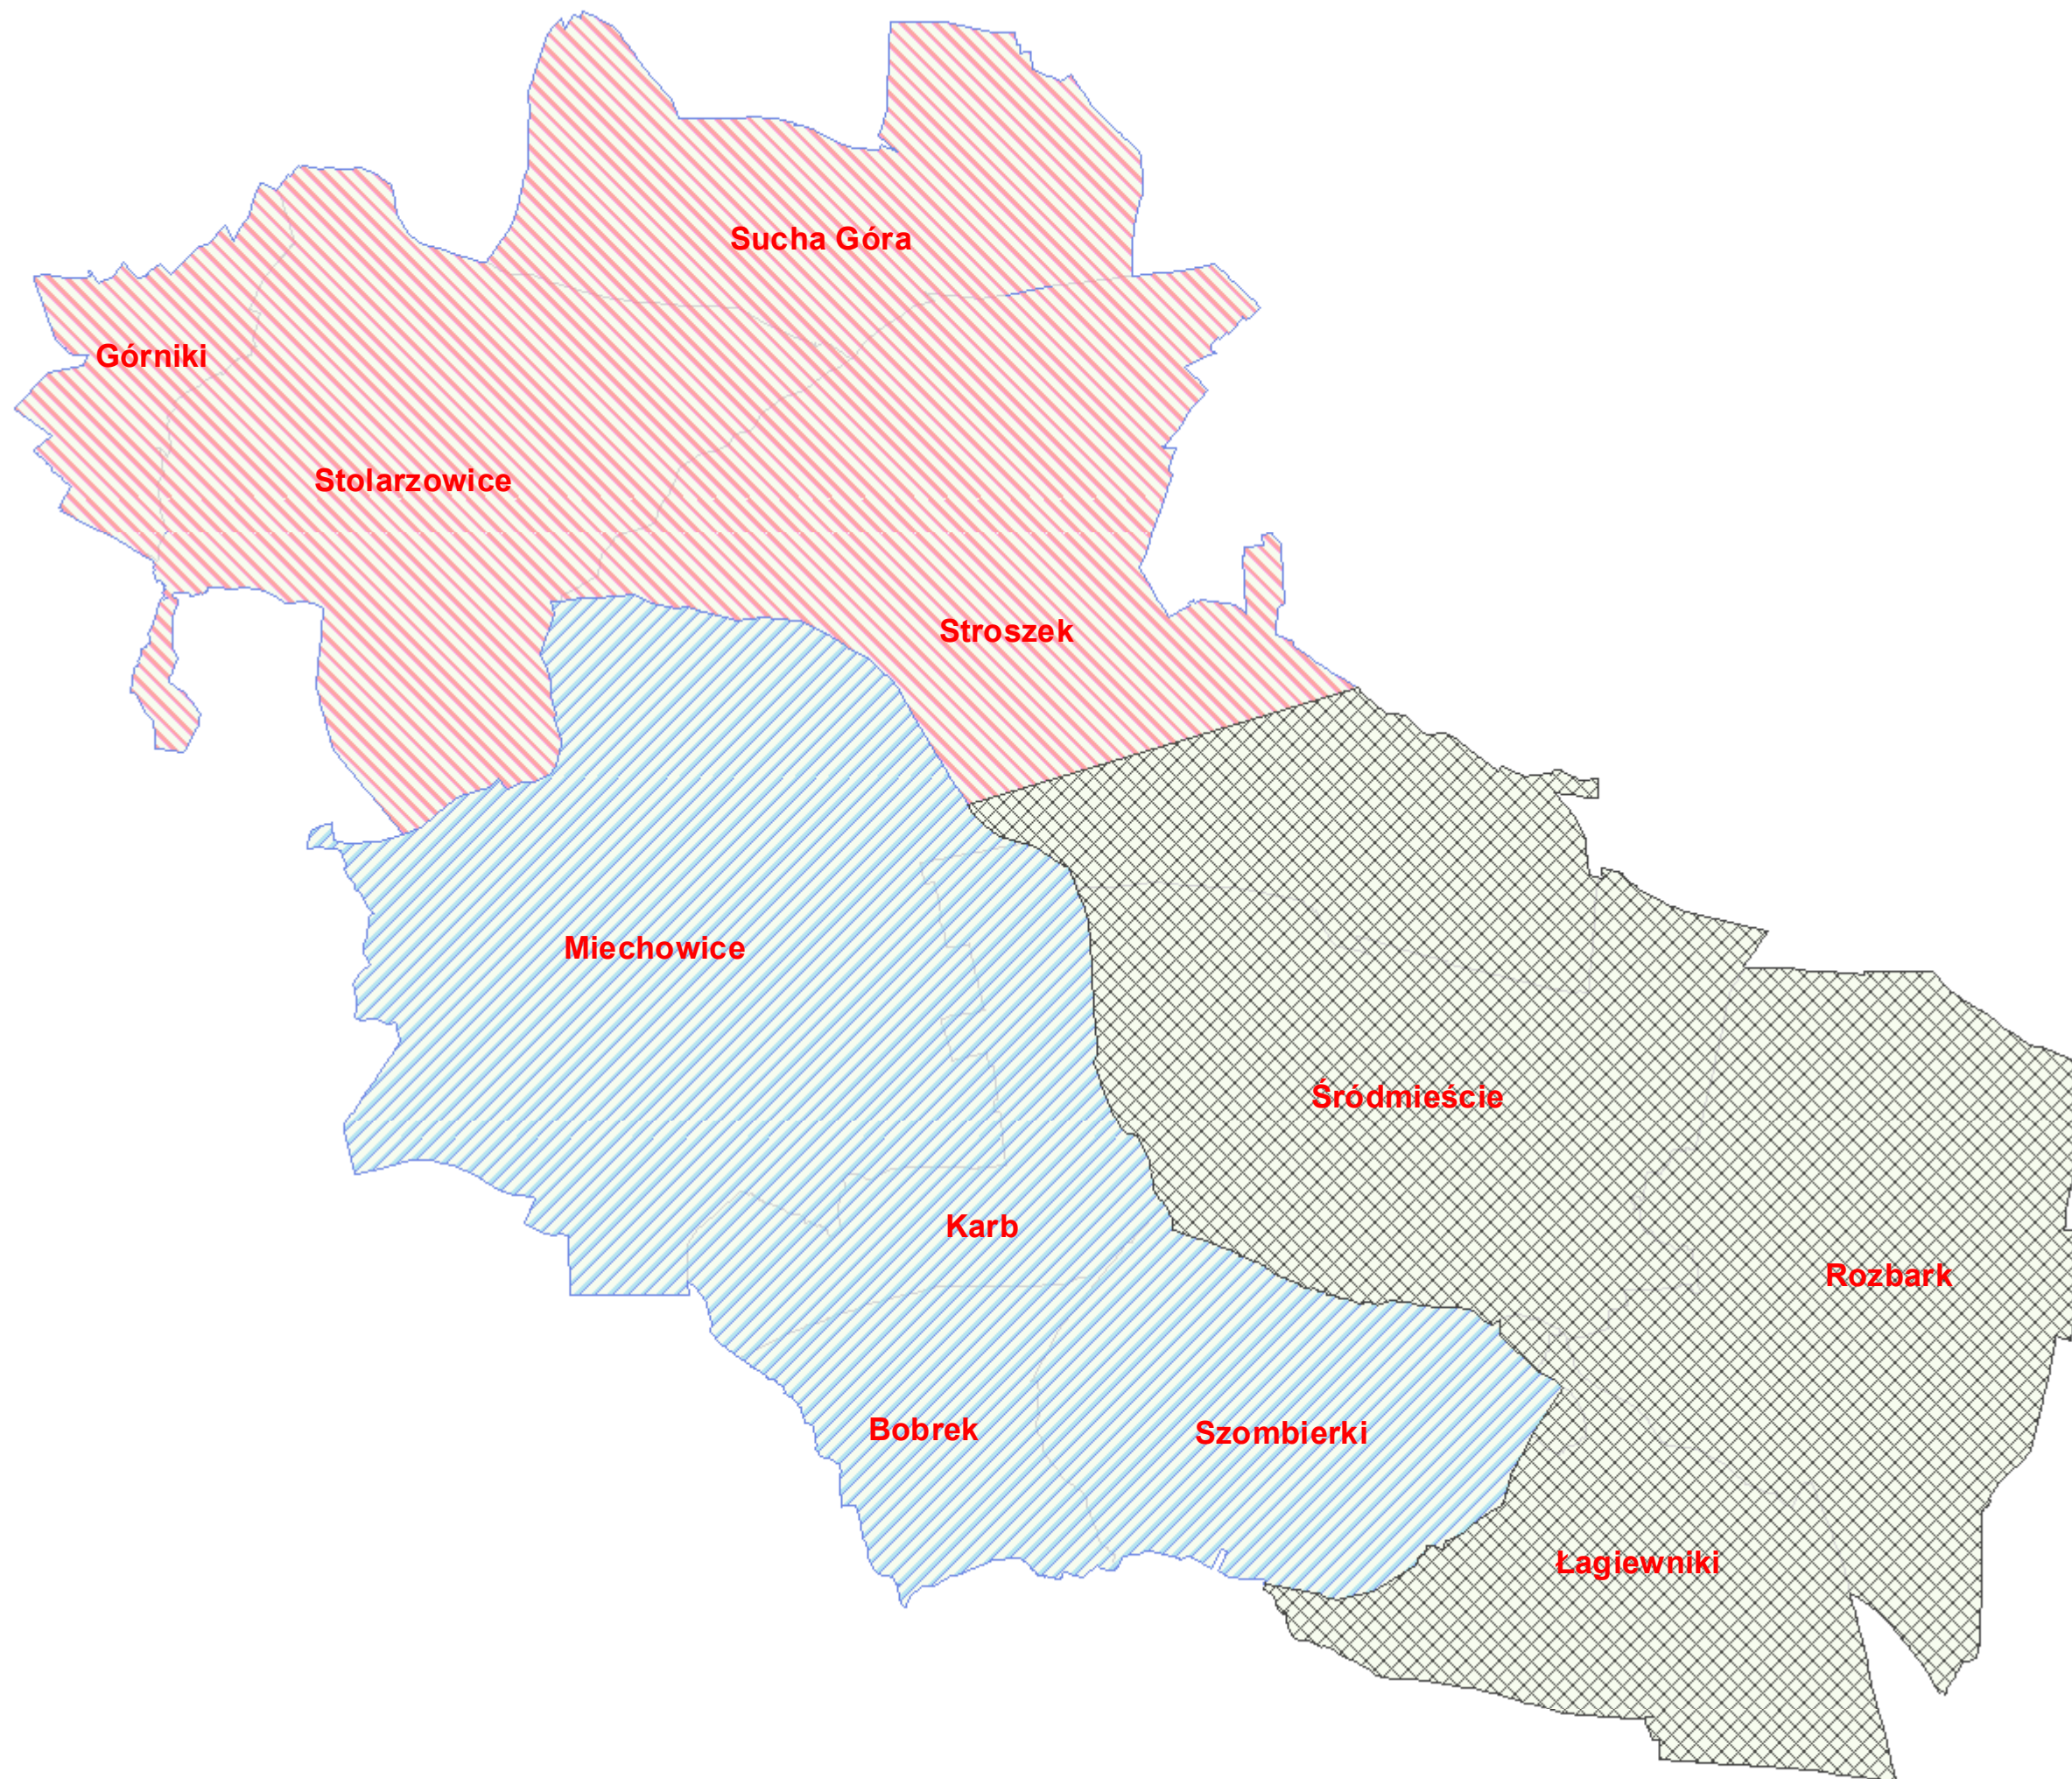 Sucha Góra
Górniki
Stolarzowice
Stroszek
Miechowice
Śródmieście
Karb
Rozbark
Bobrek
Szombierki
Łagiewniki